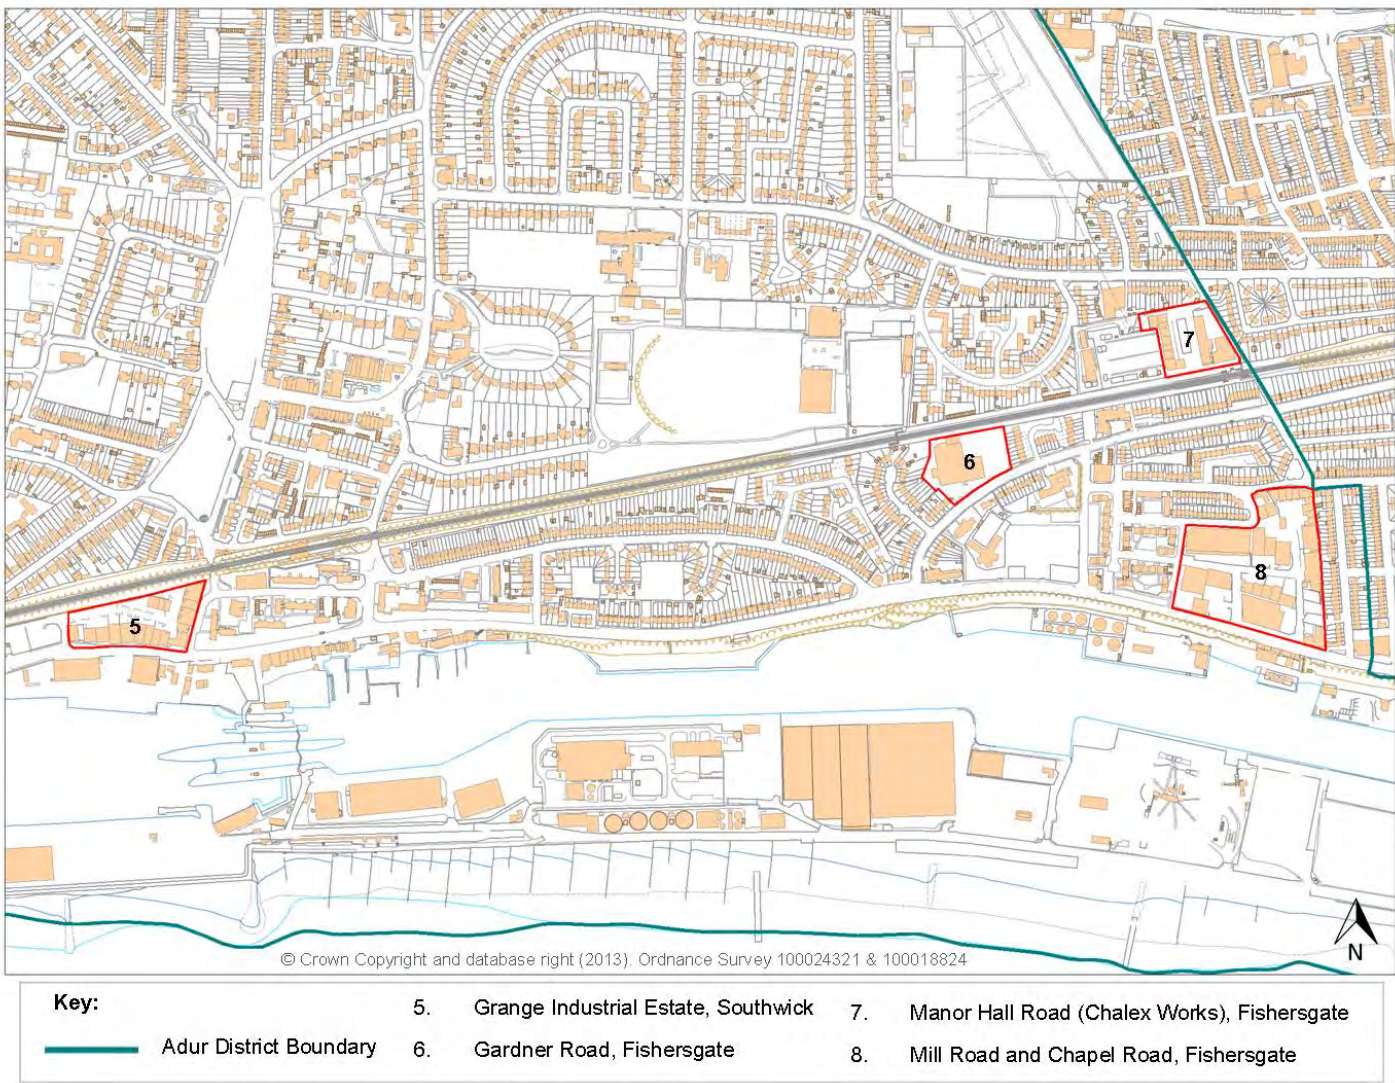 7
6
8
5
N
© Crown Copyright and database right (2013). Ordnance Survey 100024321 & 100018824
Key:
Adur District Boundary
5. Grange Industrial Estate, Southwick
6. Gardner Road, Fishersgate
7. Manor Hall Road (Chalex Works), Fishersgate
8. Mill Road and Chapel Road, Fishersgate